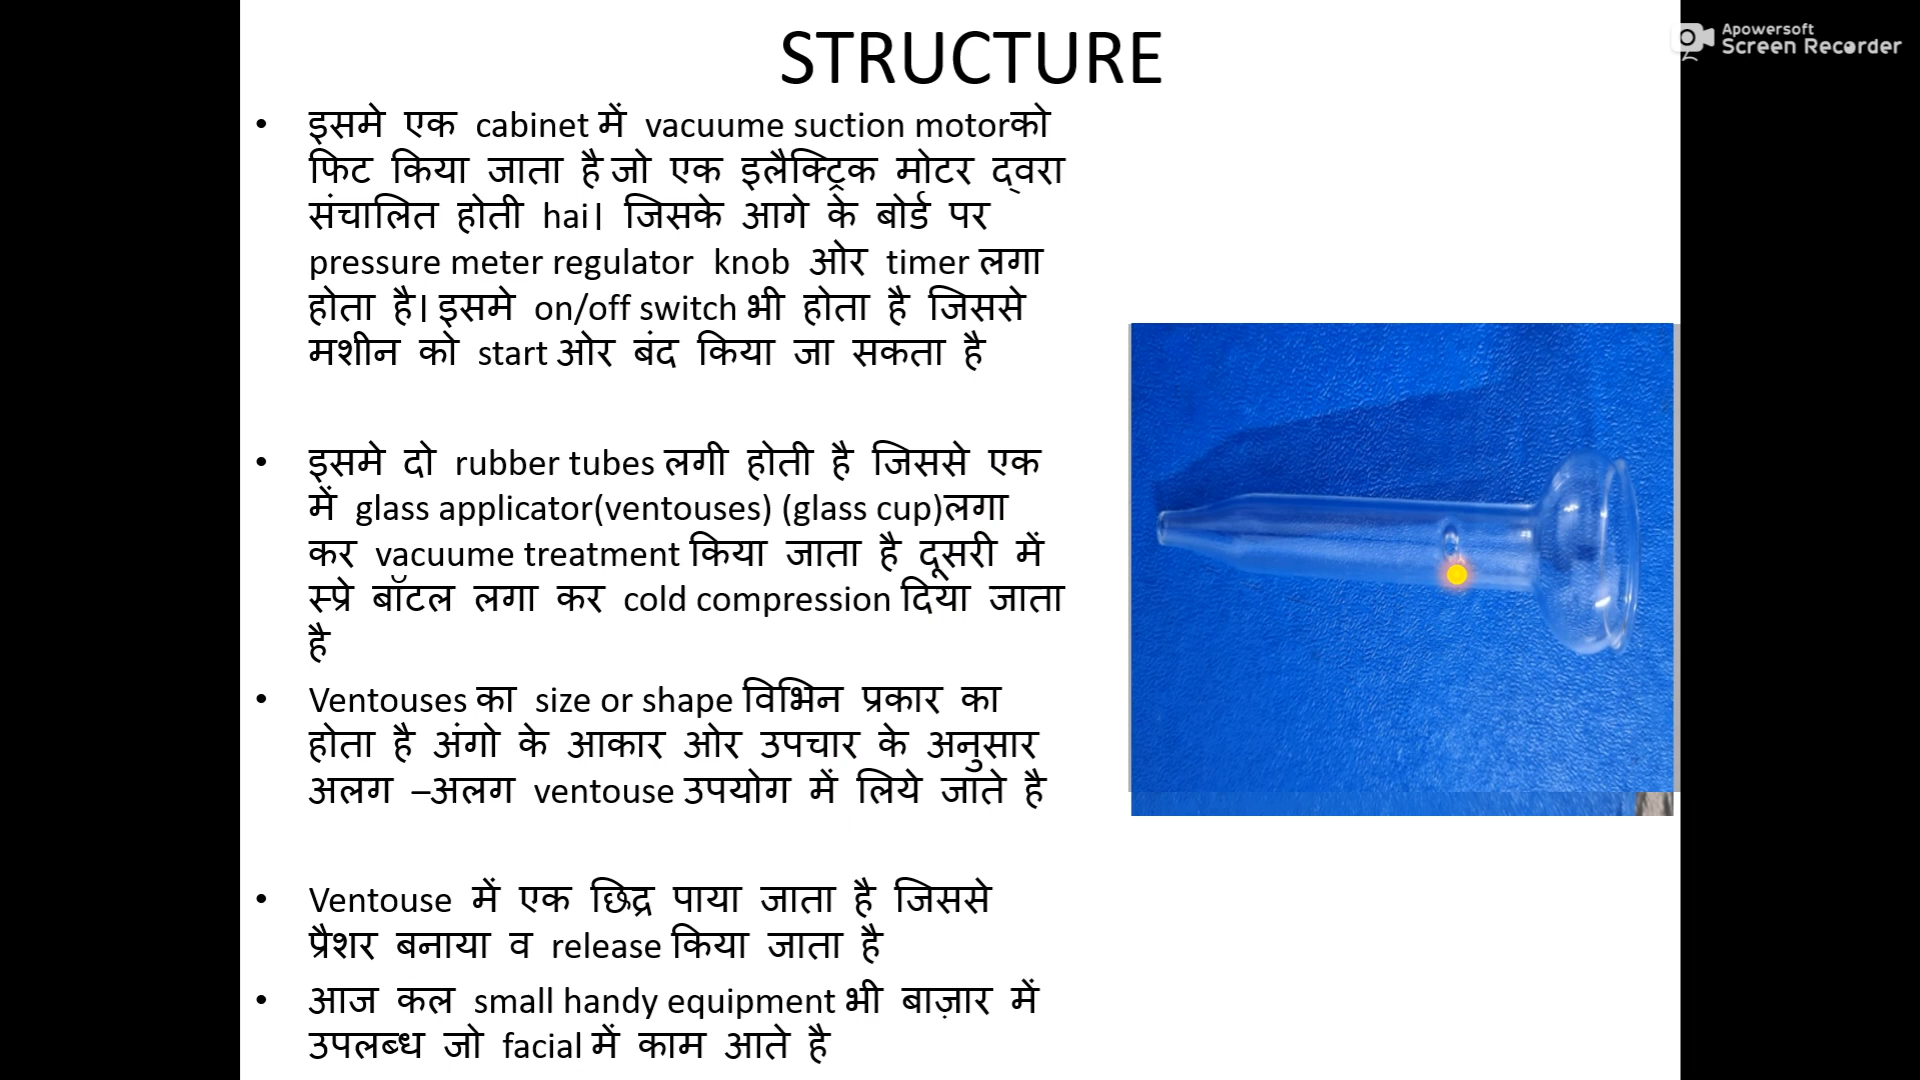 STRUCTURE
Apowersoft
Screen Recorder
• इसमे एक cabinet में vacuume suction motorको
फिट किया जाता है जो एक इलैक्ट्रिक मोटर द्वरा
संचालित होती hai। जिसके आगे के बोर्ड पर
pressure meter regulator knob ओर timer लगा
होता है। इसमे on/off switch भी होता है जिससे
मशीन को start ओर बंद किया जा सकता है
• इसमे दो rubber tubes लगी होती है जिससे एक
में glass applicator(ventouses) (glass cup)लगा
कर vacuume treatment किया जाता है दूसरी में
स्प्रे बॉटल लगा कर cold compression दिया जाता
है
• Ventouses का size or shape विभिन प्रकार का
होता है अंगो के आकार ओर उपचार के अनुसार
अलग –अलग ventouse उपयोग में लिये जाते है
• Ventouse में एक छिद्र पाया जाता है जिससे
प्रैशर बनाया व release किया जाता है
• आज कल small handy equipment भी बाज़ार में
उपलब्ध जो facial में काम आते है